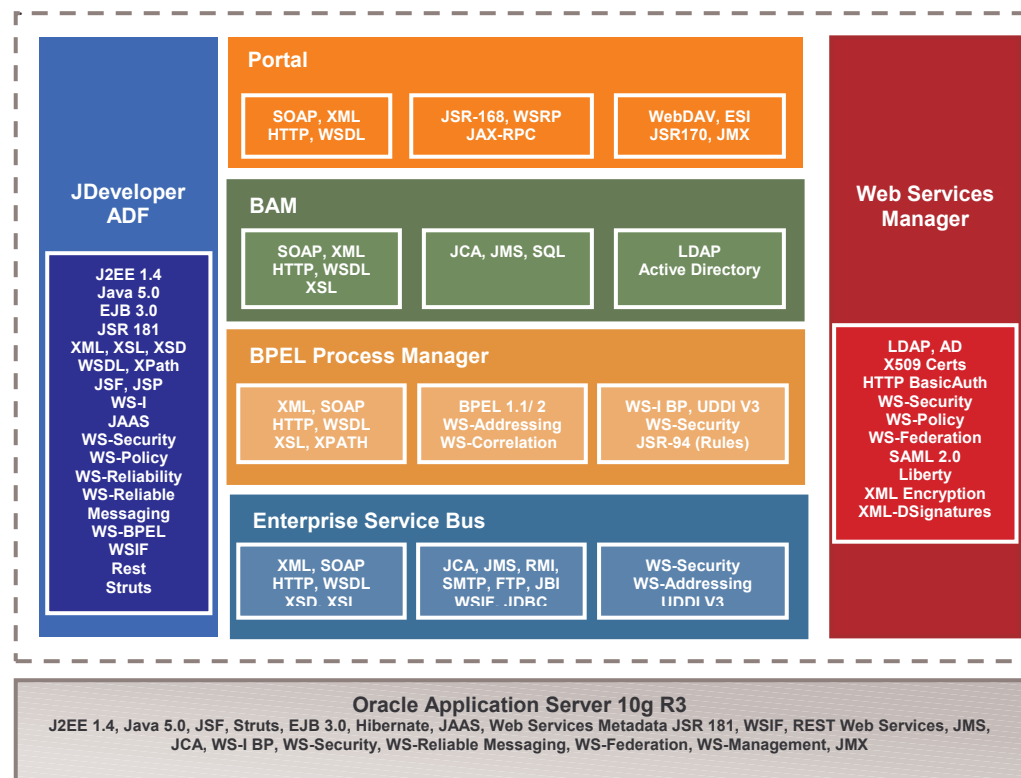 JDeveloper
ADF
J2EE 1.4
Java 5.0
EJB 3.0
JSR 181
XML, XSL, XSD
WSDL, XPath
JSF, JSP
WS-I
JAAS
WS-Security
WS-Policy
WS-Reliability
WS-Reliable
Messaging
WS-BPEL
WSIF
Rest
Struts
Portal
SOAP, XML
HTTP, WSDL
JSR-168, WSRP
JAX-RPC
WebDAV, ESI
JSR170, JMX
BAM
SOAP, XML
HTTP, WSDL
XSL
JCA, JMS, SQL
LDAP
Active Directory
BPEL Process Manager
XML, SOAP
HTTP, WSDL
XSL, XPATH
BPEL 1.1/ 2
WS-Addressing
WS-Correlation
WS-I BP, UDDI V3
WS-Security
JSR-94 (Rules)
Enterprise Service Bus
XML, SOAP
HTTP, WSDL
XSD, XSL
JCA, JMS, RMI,
SMTP, FTP, JBI
WSIF, JDBC
WS-Security
WS-Addressing
UDDI V3
Web Services
Manager
LDAP, AD
X509 Certs
HTTP BasicAuth
WS-Security
WS-Policy
WS-Federation
SAML 2.0
Liberty
XML Encryption
XML-DSignatures
Oracle Application Server 10g R3
J2EE 1.4, Java 5.0, JSF, Struts, EJB 3.0, Hibernate, JAAS, Web Services Metadata JSR 181, WSIF, REST Web Services, JMS,
JCA, WS-I BP, WS-Security, WS-Reliable Messaging, WS-Federation, WS-Management, JMX